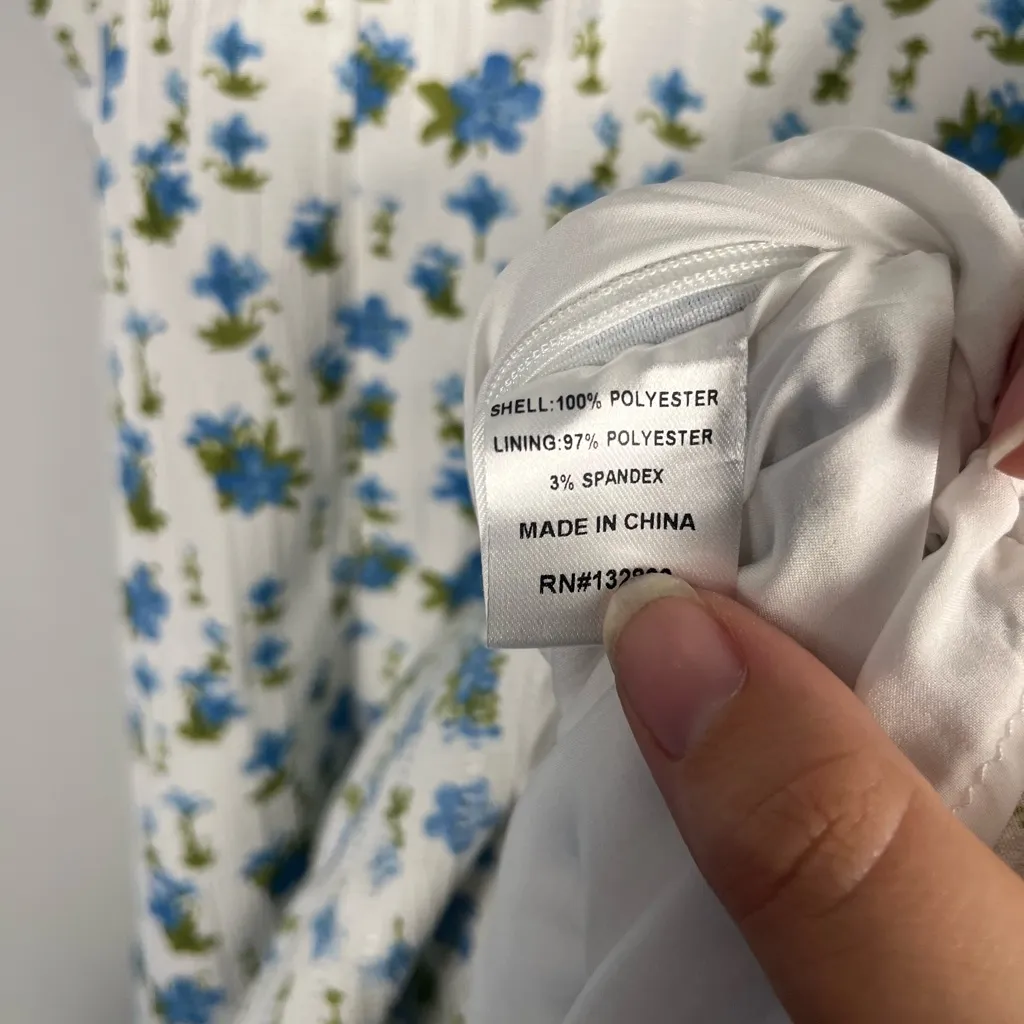 SHELL:100% POLYESTER
LINING:97% POLYESTER
3% SPANDEX
MADE IN CHINA